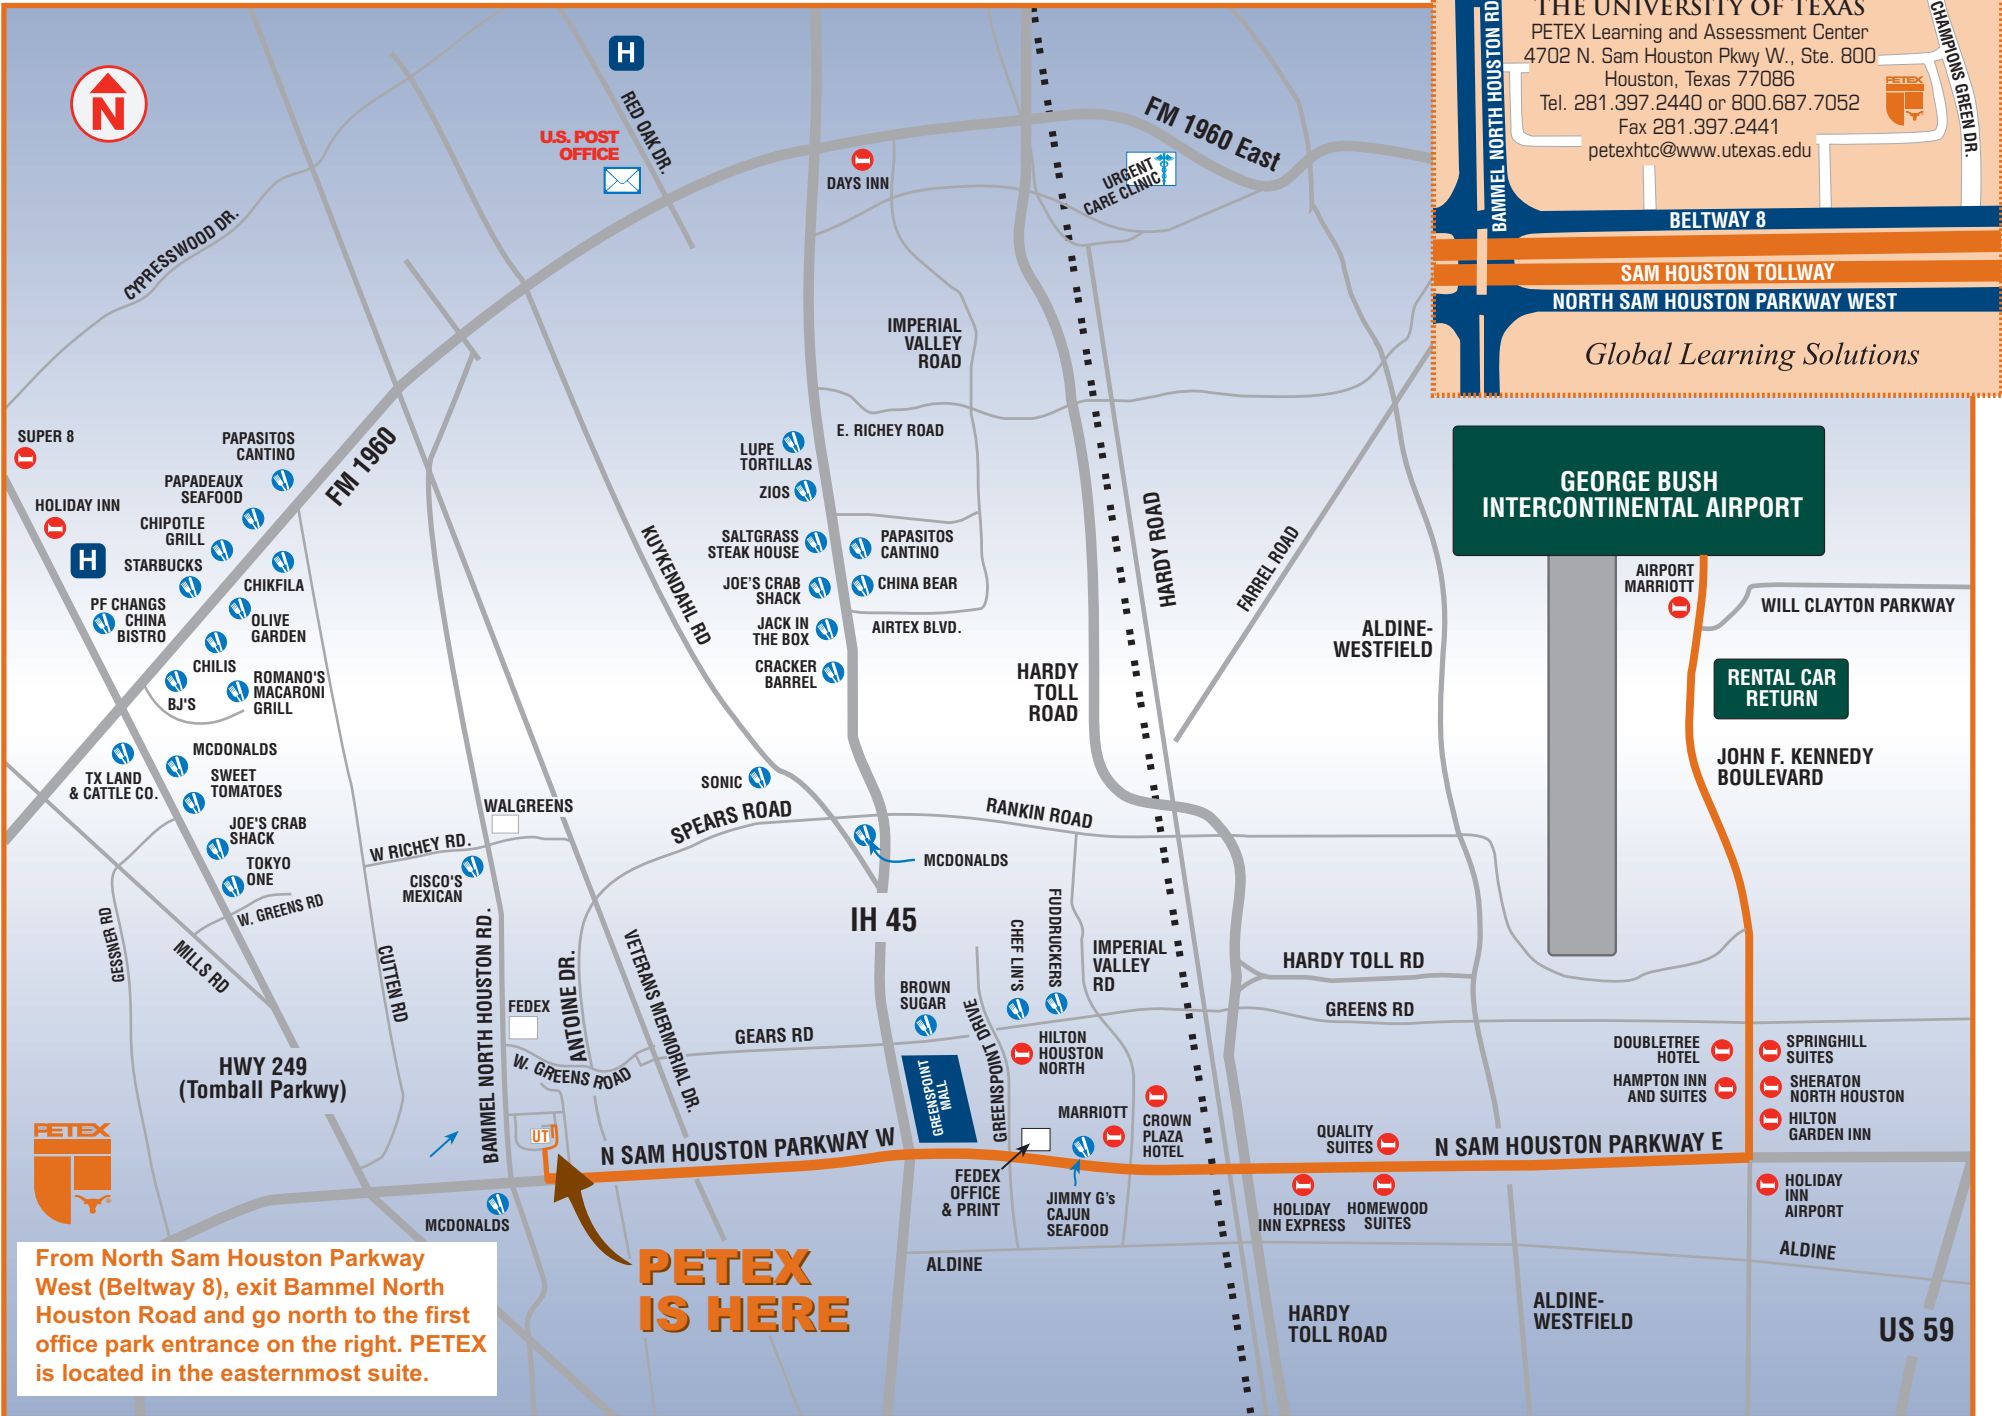 THE UNIVERSITY OF TEXAS
PETEX Learning and Assessment Center
4702 N. Sam Houston Pkwy W., Ste. 800
Houston, Texas 77086
Tel. 281.397.2440 or 800.687.7052
Fax 281.397.2441
petexhtc@www.utexas.edu
PETEX
CHAMPIONS GREEN DR.
BAMMEL NORTH HOUSTON RD
BELTWAY 8
SAM HOUSTON TOLLWAY
NORTH SAM HOUSTON PARKWAY WEST
Global Learning Solutions
N
H
RED OAK DR.
U.S. POST
OFFICE
DAYS INN
FM 1960 East
URGENT
CARE CLINIC
CYPRESSWOOD DR.
IMPERIAL
VALLEY
ROAD
SUPER 8
HOLIDAY INN
H
PAPASITOS
CANTINO
PAPADEAUX
SEAFOOD
CHIPOTLE
GRILL
STARBUCKS
PF CHANGS
CHINA
BISTRO
FM 1960
CHIKFILA
OLIVE
GARDEN
CHILIS
BJ'S
ROMANO'S
MACARONI
GRILL
E. RICHEY ROAD
LUPE
TORTILLAS
ZIOS
SALTGRASS
STEAK HOUSE
PAPASITOS
CANTINO
JOE'S CRAB
SHACK
CHINA BEAR
JACK IN
THE BOX
AIRTEX BLVD.
CRACKER
BARREL
KUYKENDAHL RD
HARDY ROAD
FARREL ROAD
HARDY
TOLL
ROAD
ALDINE-
WESTFIELD
GEORGE BUSH
INTERCONTINENTAL AIRPORT
AIRPORT
MARRIOTT
WILL CLAYTON PARKWAY
RENTAL CAR
RETURN
JOHN F. KENNEDY
BOULEVARD
TX LAND
& CATTLE CO.
MCDONALDS
SWEET
TOMATOES
JOE'S CRAB
SHACK
TOKYO
ONE
W. GREENS RD
GESSNER RD
MILLS RD
CUTTEN RD
WALGREENS
W RICHEY RD.
CISCO'S
MEXICAN
SONIC
SPEARS ROAD
RANKIN ROAD
MCDONALDS
IH 45
BAMMEL NORTH HOUSTON RD.
FEDEX
ANTOINE DR.
VETERANS MERMORIAL DR.
W. GREENS ROAD
GEARS RD
BROWN
SUGAR
CHEF LIN'S
FUDDRUCKERS
IMPERIAL
VALLEY
RD
HARDY TOLL RD
GREENS RD
GREENSPOINT DRIVE
GREENSPOINT
MALL
HILTON
HOUSTON
NORTH
MARRIOTT
CROWN
PLAZA
HOTEL
DOUBLETREE
HOTEL
HAMPTON INN
AND SUITES
SPRINGHILL
SUITES
SHERATON
NORTH HOUSTON
HILTON
GARDEN INN
HWY 249
(Tomball Parkwy)
PETEX
UT
N SAM HOUSTON PARKWAY W
QUALITY
SUITES
N SAM HOUSTON PARKWAY E
FEDEX
OFFICE
& PRINT
JIMMY G's
CAJUN
SEAFOOD
HOLIDAY
INN EXPRESS
HOMEWOOD
SUITES
HOLIDAY
INN
AIRPORT
MCDONALDS
ALDINE
ALDINE
PETEX
IS HERE
HARDY
TOLL ROAD
ALDINE-
WESTFIELD
US 59
From North Sam Houston Parkway
West (Beltway 8), exit Bammel North
Houston Road and go north to the first
office park entrance on the right. PETEX
is located in the easternmost suite.